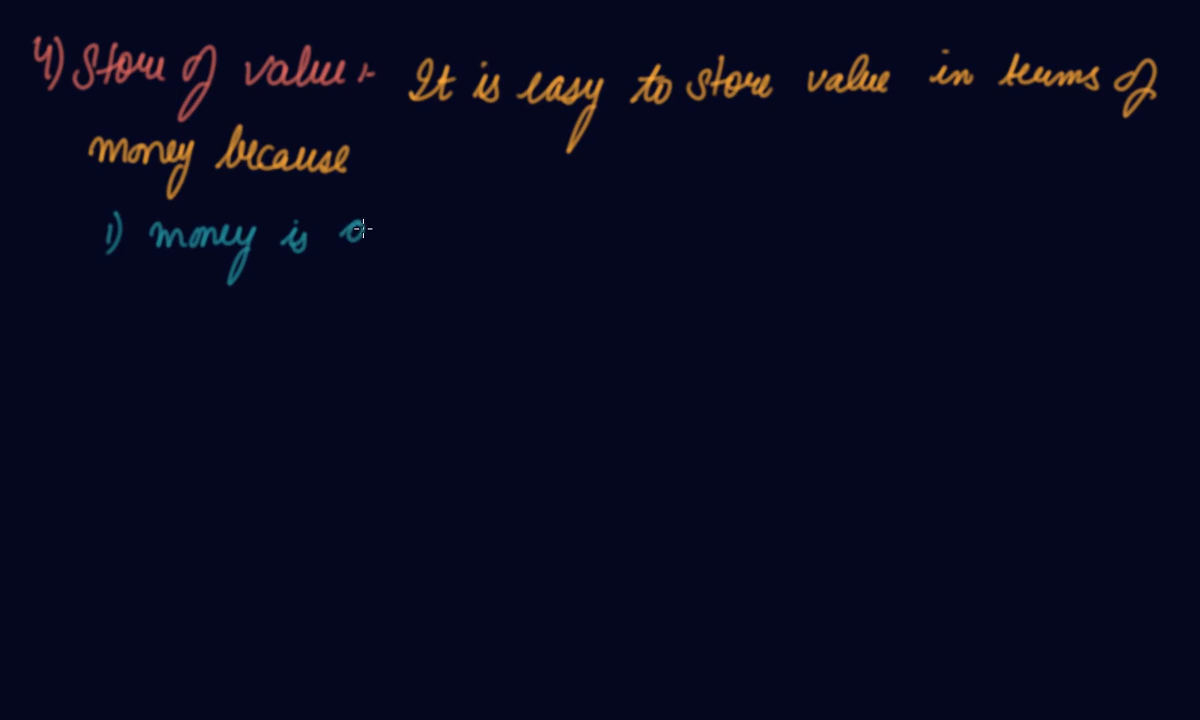 4) Store of value :- It is easy to store value in terms of
money because
1) money is